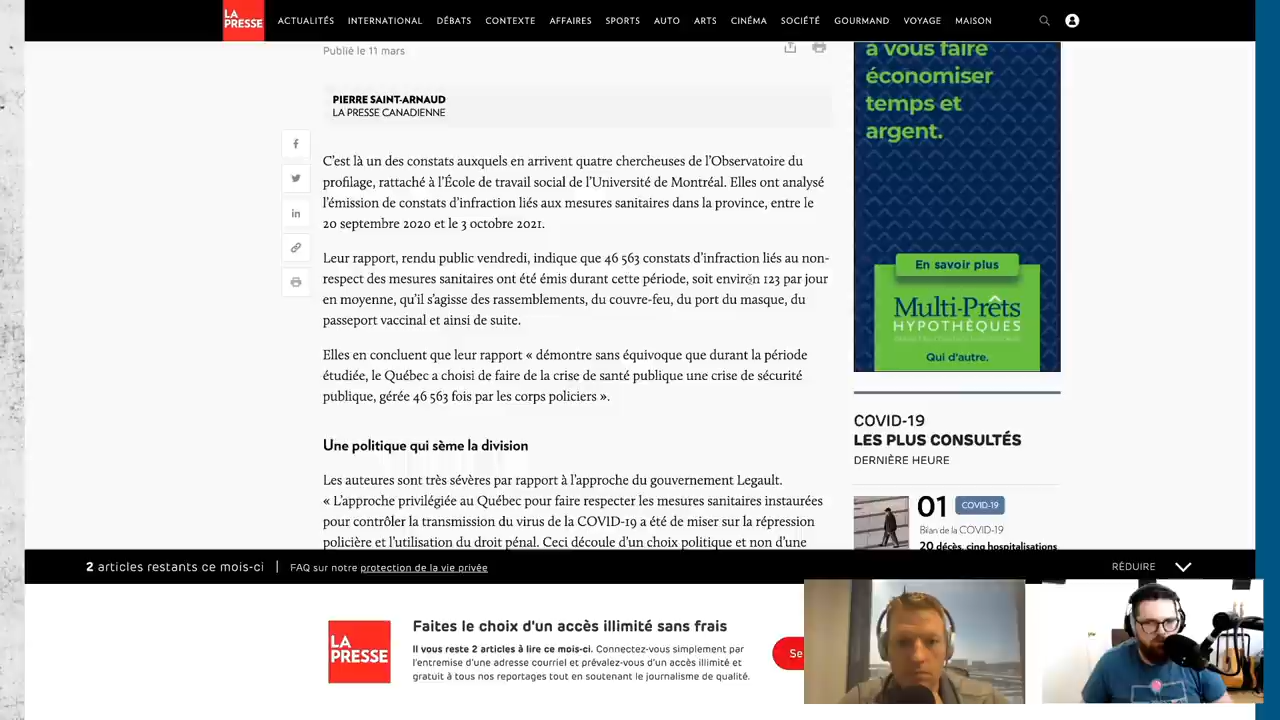 LA
PRESSE
ACTUALITÉS INTERNATIONAL DÉBATS CONTEXTE AFFAIRES SPORTS AUTO ARTS CINÉMA SOCIÉTÉ GOURMAND VOYAGE MAISON
Publié le 11 mars
PIERRE SAINT-ARNAUD
LA PRESSE CANADIENNE
C'est là un des constats auxquels en arrivent quatre chercheuses de l'Observatoire du
profilage, rattaché à l'École de travail social de l'Université de Montréal. Elles ont analysé
l'émission de constats d'infraction liés aux mesures sanitaires dans la province, entre le
20 septembre 2020 et le 3 octobre 2021.
Leur rapport, rendu public vendredi, indique que 46 563 constats d'infraction liés au non-
respect des mesures sanitaires ont été émis durant cette période, soit environ 123 par jour
en moyenne, qu'il s'agisse des rassemblements, du couvre-feu, du port du masque, du
passeport vaccinal et ainsi de suite.
Elles en concluent que leur rapport « démontre sans équivoque que durant la période
étudiée, le Québec a choisi de faire de la crise de santé publique une crise de sécurité
publique, gérée 46 563 fois par les corps policiers ».
Une politique qui sème la division
Les auteures sont très sévères par rapport à l'approche du gouvernement Legault.
« L'approche privilégiée au Québec pour faire respecter les mesures sanitaires instaurées
pour contrôler la transmission du virus de la COVID-19 a été de miser sur la répression
policière et l'utilisation du droit pénal. Ceci découle d'un choix politique et non d'une
à vous faire
économiser
temps et
argent.
En savoir plus
Multi-Prêts
HYPOTHÈQUES
Qui d'autre.
COVID-19
LES PLUS CONSULTÉS
DERNIÈRE HEURE
01 COVID-19
Bilan de la COVID-19
20 décès, cinq hospitalisations
2 articles restants ce mois-ci | FAQ sur notre protection de la vie privée
RÉDUIRE
LA
PRESSE
Faites le choix d'un accès illimité sans frais
Il vous reste 2 articles à lire ce mois-ci. Connectez-vous simplement par
l'entremise d'une adresse courriel et prévalez-vous d'un accès illimité et
gratuit à tous nos reportages tout en soutenant le journalisme de qualité.
Se